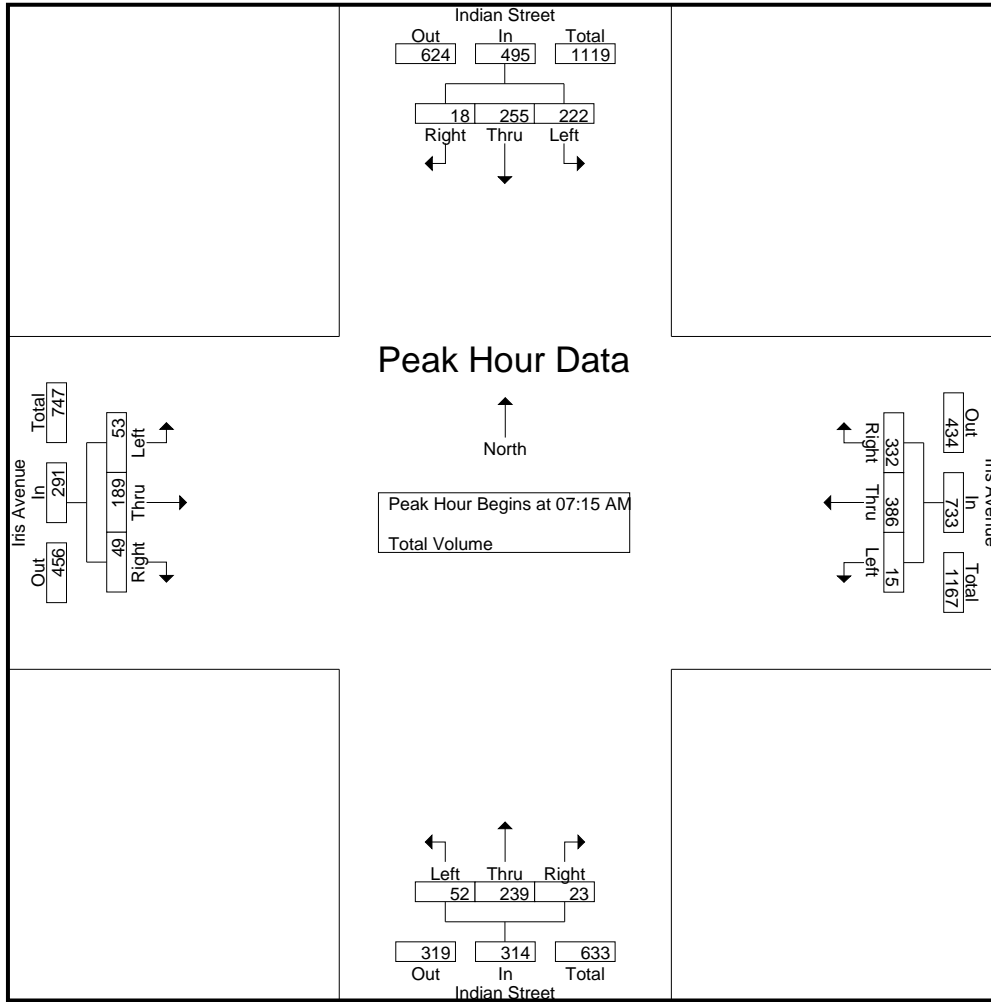 Indian Street
Out In Total
624 495 1119
18 255 222
Right Thru Left
Peak Hour Data
North
Peak Hour Begins at 07:15 AM
Total Volume
Iris Avenue
Out In Total
456 291 747
49 189 53
Right Thru Left
Iris Avenue
Out In Total
434 733 1167
332 386 15
Right Thru Left
Left Thru Right
52 239 23
319 314 633
Out In Total
Indian Street